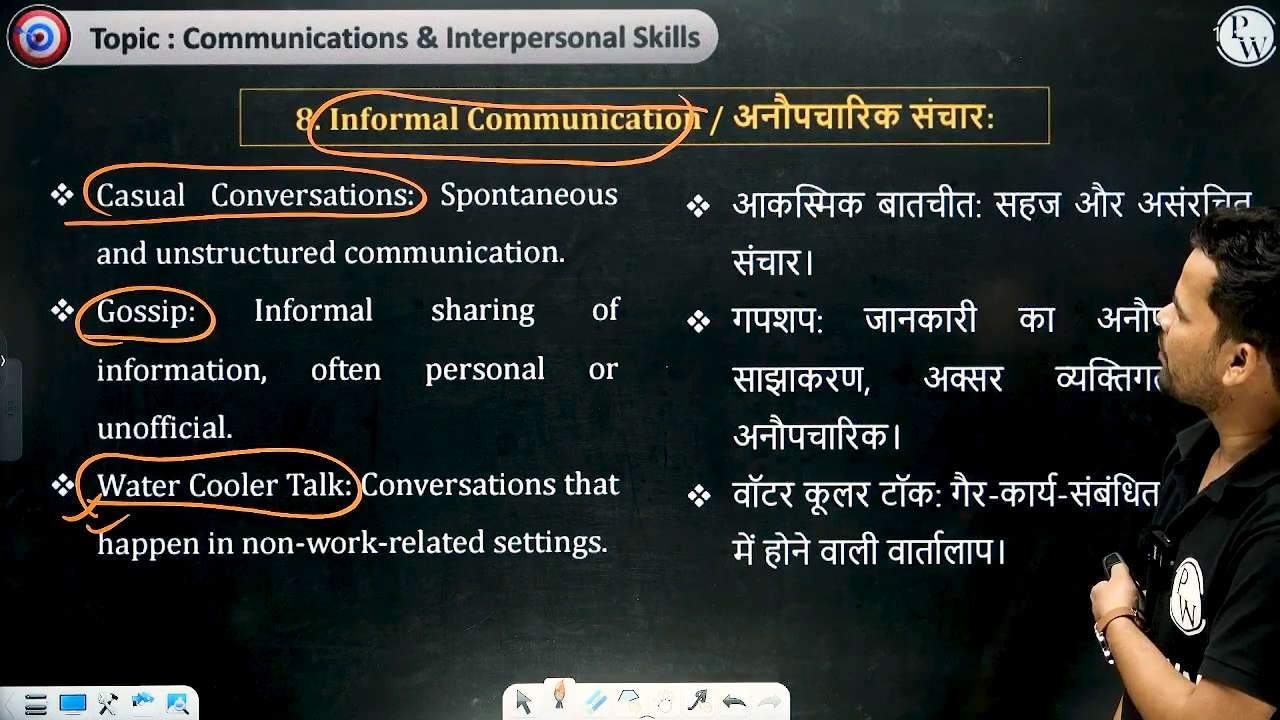 Topic : Communications & Interpersonal Skills
PW
8. Informal Communication / अनौपचारिक संचार:
❖ Casual Conversations: Spontaneous
and unstructured communication.
❖ Gossip: Informal sharing of
information, often personal or
unofficial.
❖ Water Cooler Talk: Conversations that
happen in non-work-related settings.
❖ आकस्मिक बातचीत: सहज और असंरचित
संचार।
❖ गपशप: जानकारी का
साझाकरण, अक्सर
अनौपचारिक।
❖ वॉटर कूलर टॉक: गैर-कार्य-संबंधित
में होने वाली वार्तालाप।
PW